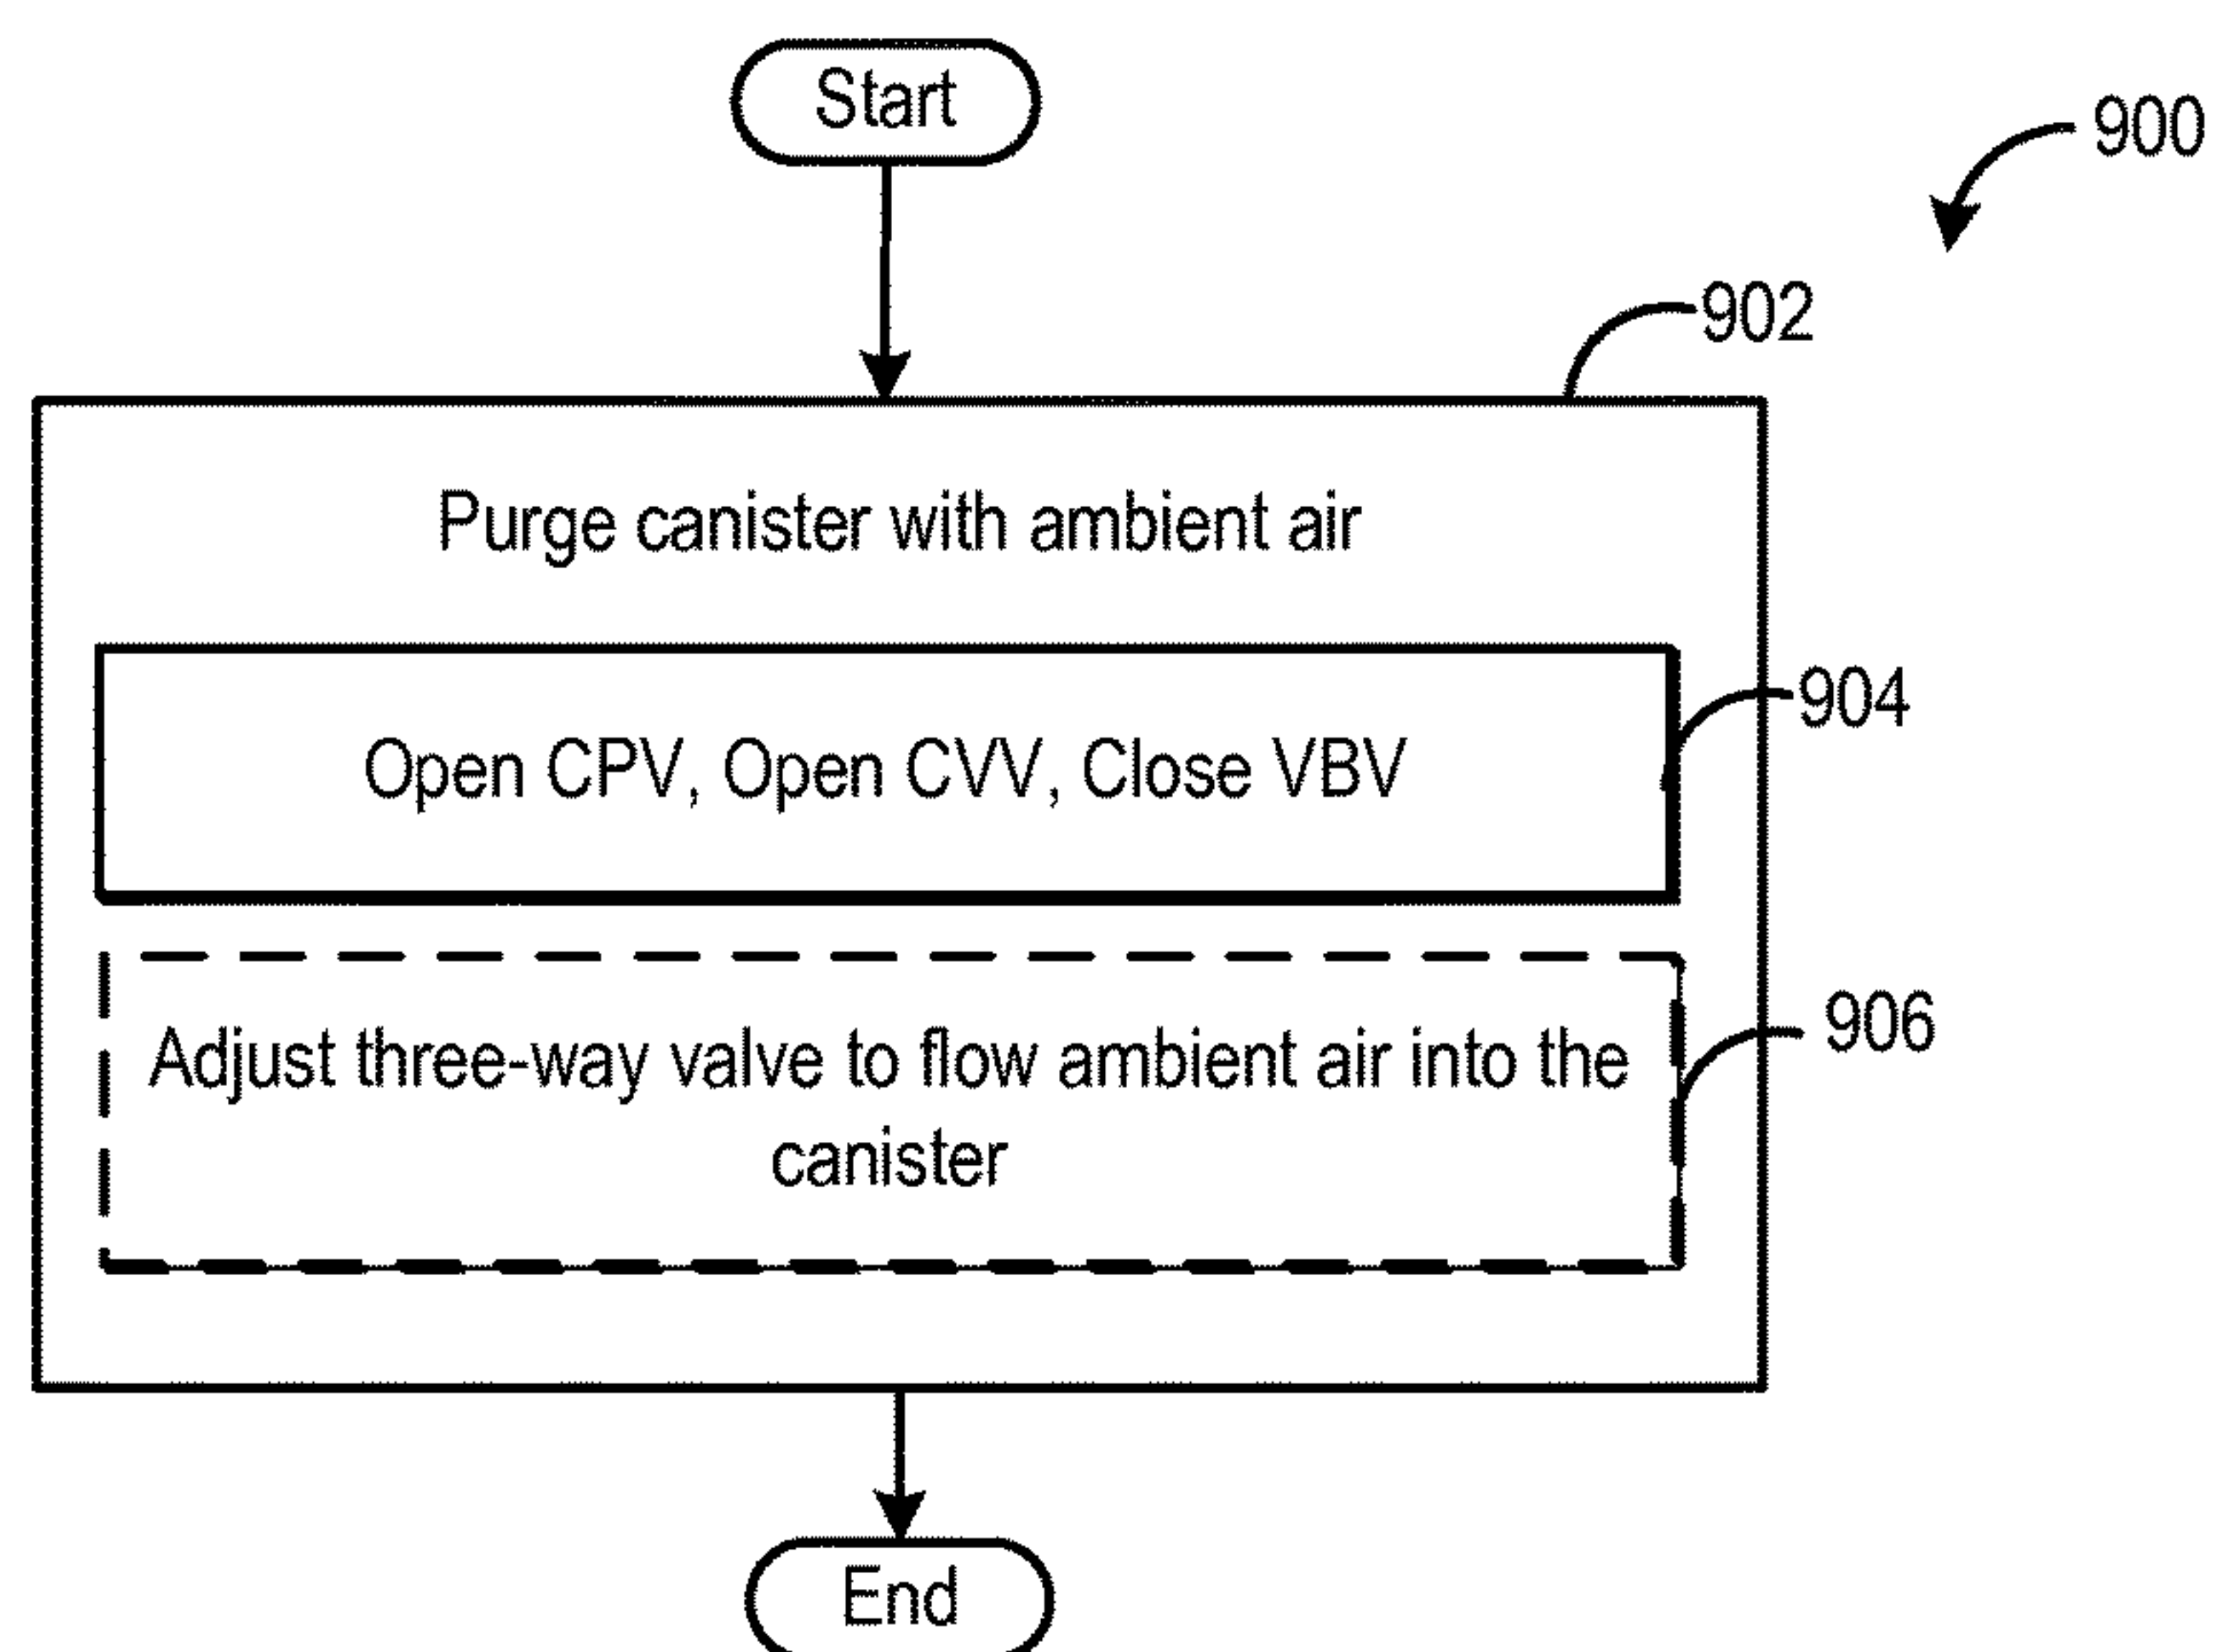 Start
900
902
Purge canister with ambient air
904
Open CPV, Open CVV, Close VBV
906
Adjust three-way valve to flow ambient air into the
canister
End